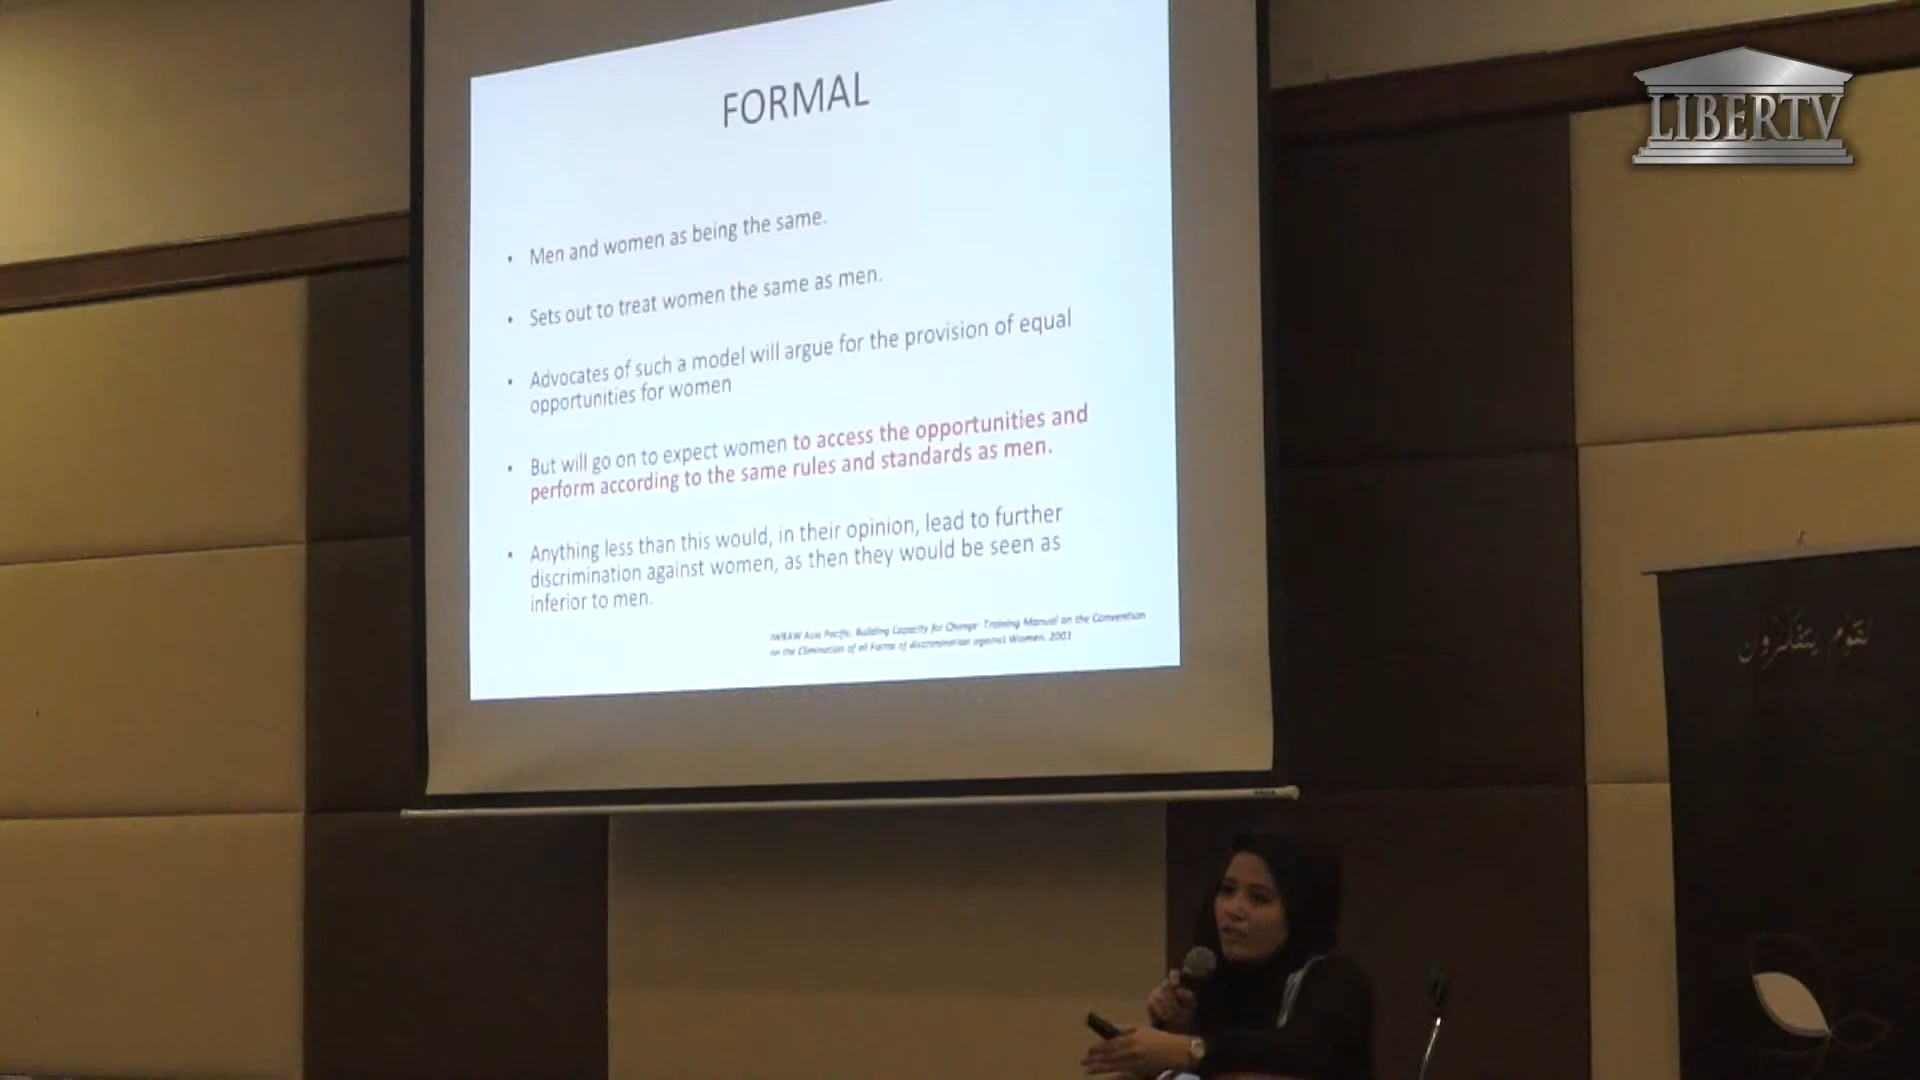 FORMAL
LIBERTV
• Men and women as being the same.
• Sets out to treat women the same as men.
• Advocates of such a model will argue for the provision of equal
opportunities for women
• But will go on to expect women to access the opportunities and
perform according to the same rules and standards as men.
• Anything less than this would, in their opinion, lead to further
discrimination against women, as then they would be seen as
inferior to men.
IWRAW Asia Pacific, Building Capacity for Change: Training Manual on the Convention
on the Elimination of all Forms of discrimination against Women, 2001
لقوم يتفكرون